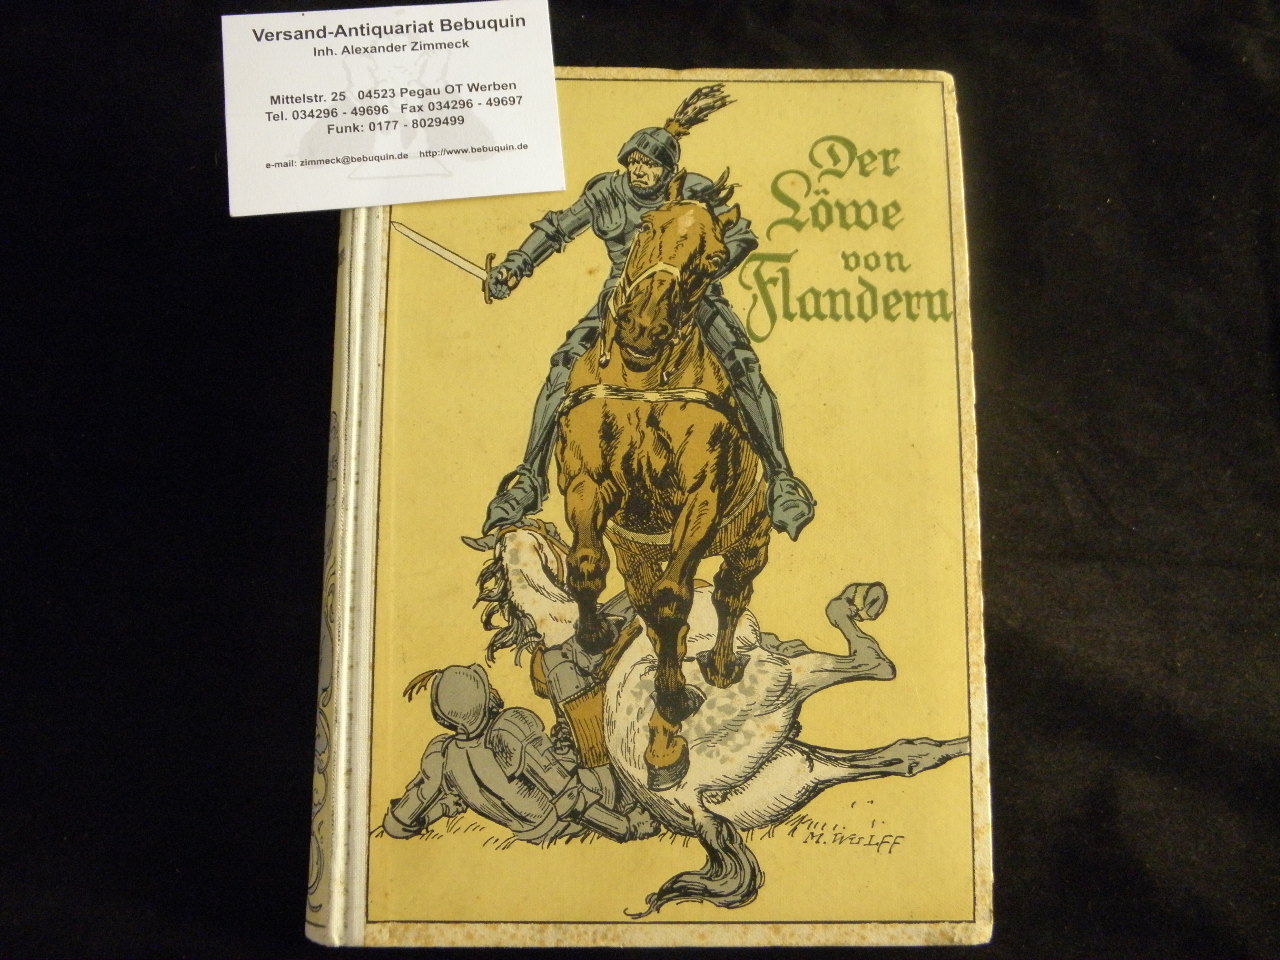 Versand-Antiquariat Bebuquin
Inh. Alexander Zimmeck
Mittelstr. 25 04523 Pegau OT Werben
Tel. 034296 - 49696 Fax 034296 - 49697
Funk: 0177 - 8029499
e-mail: zimmeck@bebuquin.de http://www.bebuquin.de
Der
Löwe
von
Flandern
M. WULFF